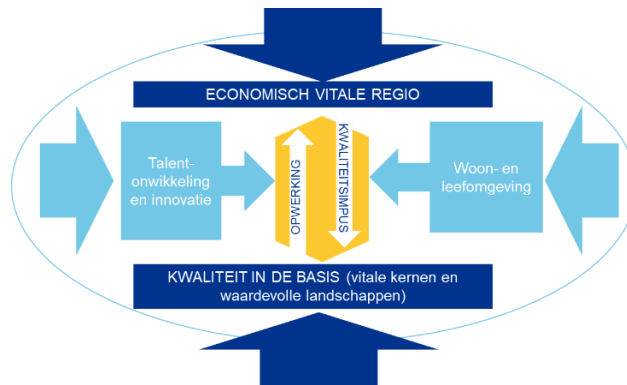 ECONOMISCH VITALE REGIO
Talent-
onwikkeling
en innovatie
OPWERKING
KWALITEITSIMPUS
Woon- en
leefomgeving
KWALITEIT IN DE BASIS (vitale kernen en
waardevolle landschappen)